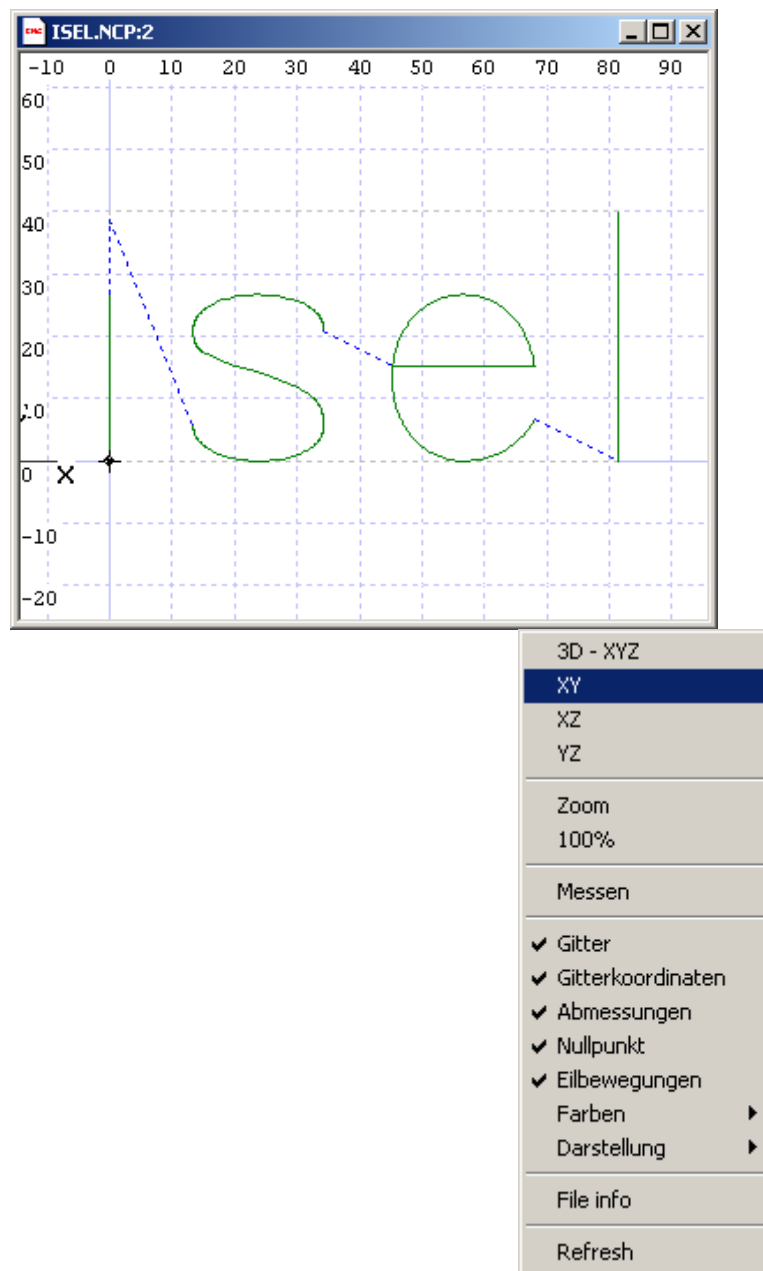 ISEL.NCP:2
-10 0 10 20 30 40 50 60 70 80 90
60
50
40
30
20
0 X
-10
-20
3D - XYZ
XY
XZ
YZ
Zoom
100%
Messen
Gitter
Gitterkoordinaten
Abmessungen
Nullpunkt
Eilbewegungen
Farben
Darstellung
File info
Refresh